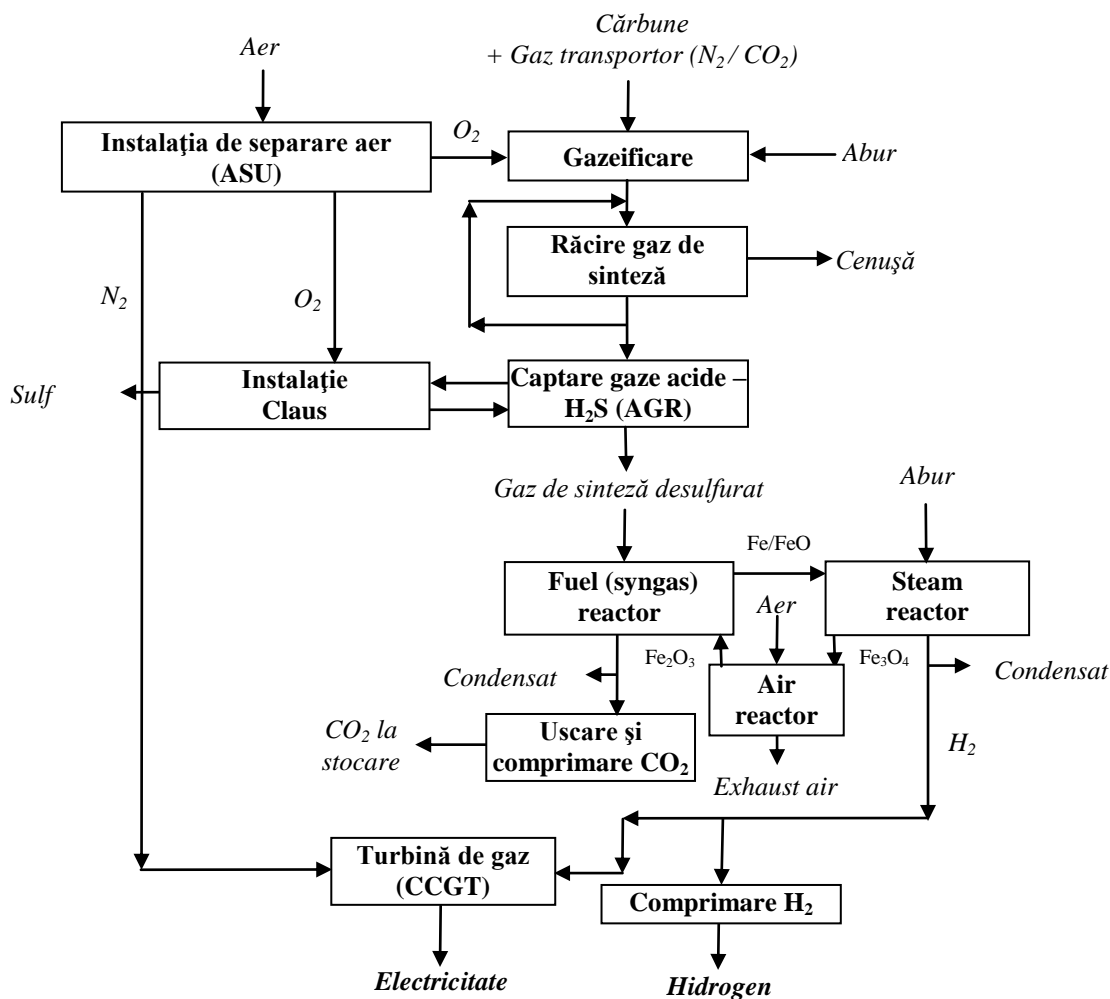 Cărbune
+ Gaz transportor (N2 / CO2)
Aer
Instalaţia de separare aer
(ASU)
O2
Gazeificare
Abur
Răcire gaz de
sinteză
Cenuşă
N2
O2
Sulf
Instalaţie
Claus
Captare gaze acide –
H2S (AGR)
Gaz de sinteză desulfurat
Abur
Fe/FeO
Fuel (syngas)
reactor
Aer
Steam
reactor
Fe2O3
Fe3O4
Condensat
Air
reactor
Condensat
CO2 la
stocare
Uscare şi
comprimare CO2
H2
Exhaust air
Turbină de gaz
(CCGT)
Comprimare H2
Electricitate
Hidrogen